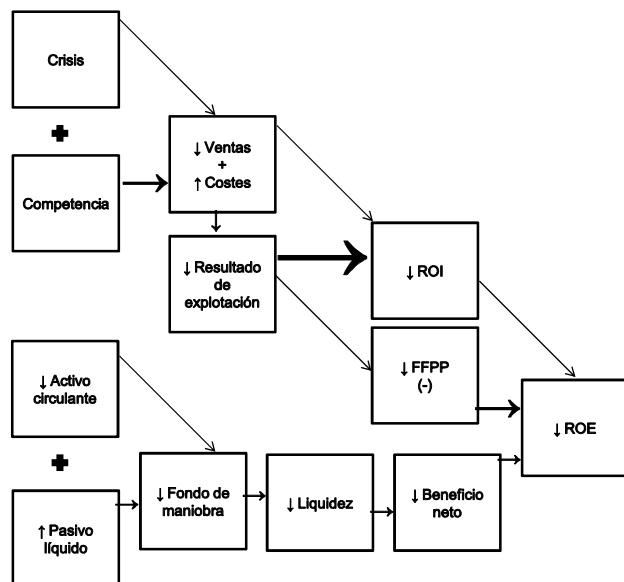 Crisis
+
Competencia
↓ Ventas
+
↑ Costes
↓ Resultado
de
explotación
↓ ROI
↓ FFPP
(-)
↓ ROE
↓ Activo
circulante
+
↑ Pasivo
líquido
↓ Fondo de
maniobra
↓ Liquidez
↓ Beneficio
neto